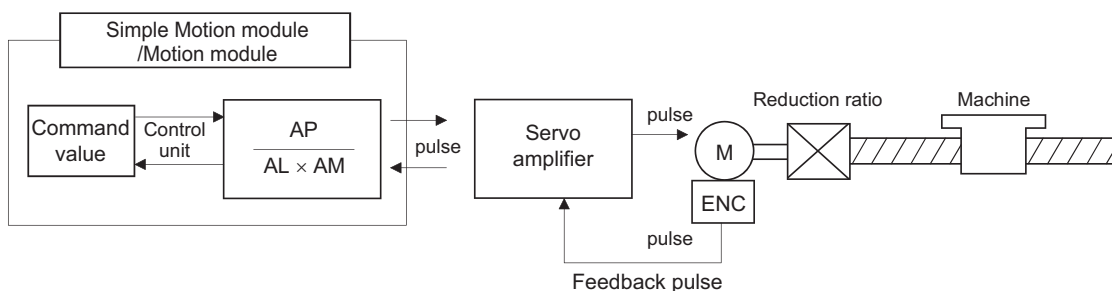 Simple Motion module
/Motion module
Command
value
Control
unit
AP
AL × AM
pulse
Servo
amplifier
pulse
M
ENC
pulse
Feedback pulse
Reduction ratio
Machine